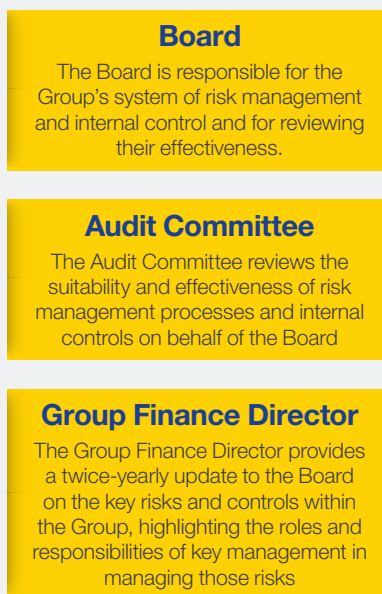 Board
The Board is responsible for the
Group's system of risk management
and internal control and for reviewing
their effectiveness.
Audit Committee
The Audit Committee reviews the
suitability and effectiveness of risk
management processes and internal
controls on behalf of the Board
Group Finance Director
The Group Finance Director provides
a twice-yearly update to the Board
on the key risks and controls within
the Group, highlighting the roles and
responsibilities of key management in
managing those risks